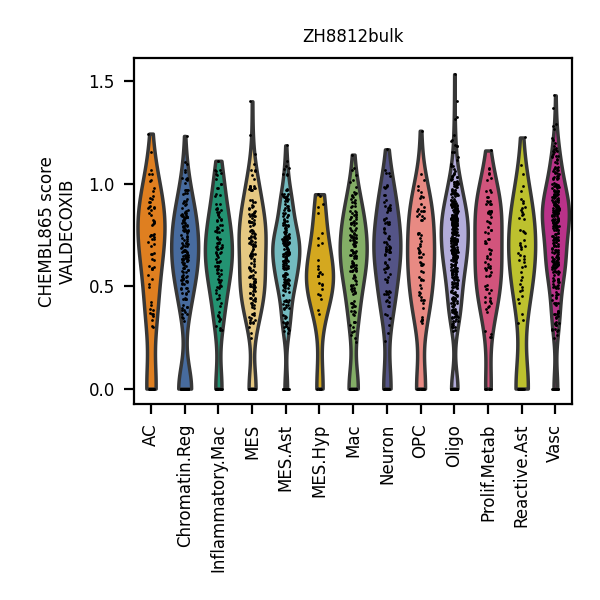 ZH8812bulk
CHEMBL865 score
VALDECOXIB
1.5
1.0
0.5
0.0
AC
Chromatin.Reg
Inflammatory.Mac
MES
MES.Ast
MES.Hyp
Mac
Neuron
OPC
Oligo
Prolif.Metab
Reactive.Ast
Vasc